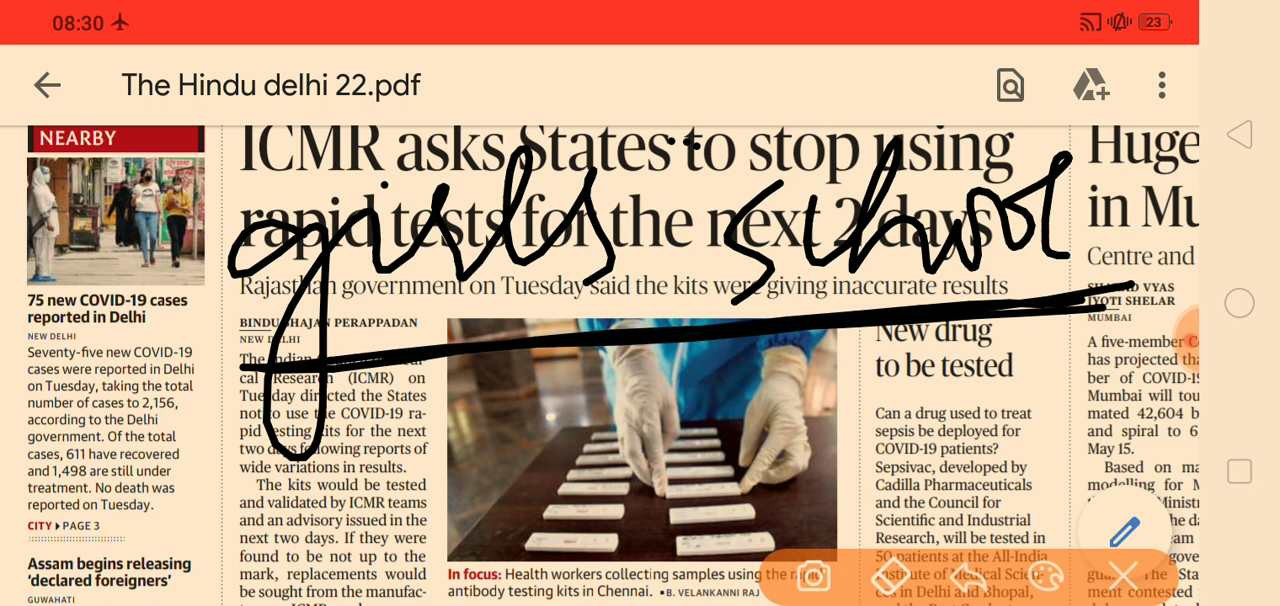 08:30
23
The Hindu delhi 22.pdf
NEARBY
75 new COVID-19 cases
reported in Delhi
NEW DELHI
Seventy-five new COVID-19
cases were reported in Delhi
on Tuesday, taking the total
number of cases to 2,156,
according to the Delhi
government. Of the total
cases, 611 have recovered
and 1,498 are still under
treatment. No death was
reported on Tuesday.
CITY PAGE 3
Assam begins releasing
‘declared foreigners’
GUWAHATI
ICMR asks States to stop using
rapid tests for the next 2 days
girls school
Rajasthan government on Tuesday said the kits were giving inaccurate results
BINDU SHAJAN PERAPPADAN
NEW DELHI
The Indian
cal Research (ICMR) on
Tuesday directed the States
not to use the COVID-19 ra-
pid testing kits for the next
two days following reports of
wide variations in results.
The kits would be tested
and validated by ICMR teams
and an advisory issued in the
next two days. If they were
found to be not up to the
mark, replacements would
be sought from the manufac-
In focus: Health workers collecting samples using the rapid
antibody testing kits in Chennai. ■ B. VELANKANNI RAJ
New drug
to be tested
Can a drug used to treat
sepsis be deployed for
COVID-19 patients?
Sepsivac, developed by
Cadilla Pharmaceuticals
and the Council for
Scientific and Industrial
Research, will be tested in
50 patients at the All-India
Institute of Medical Scien-
ces in Delhi and Bhopal,
Huge
in Mu
Centre and
VYAS
JYOTI SHELAR
MUMBAI
A five-member
has projected tha
ber of COVID-19
Mumbai will tou
mated 42,604 b
and spiral to 6
May 15.
Based on ma
modelling for M